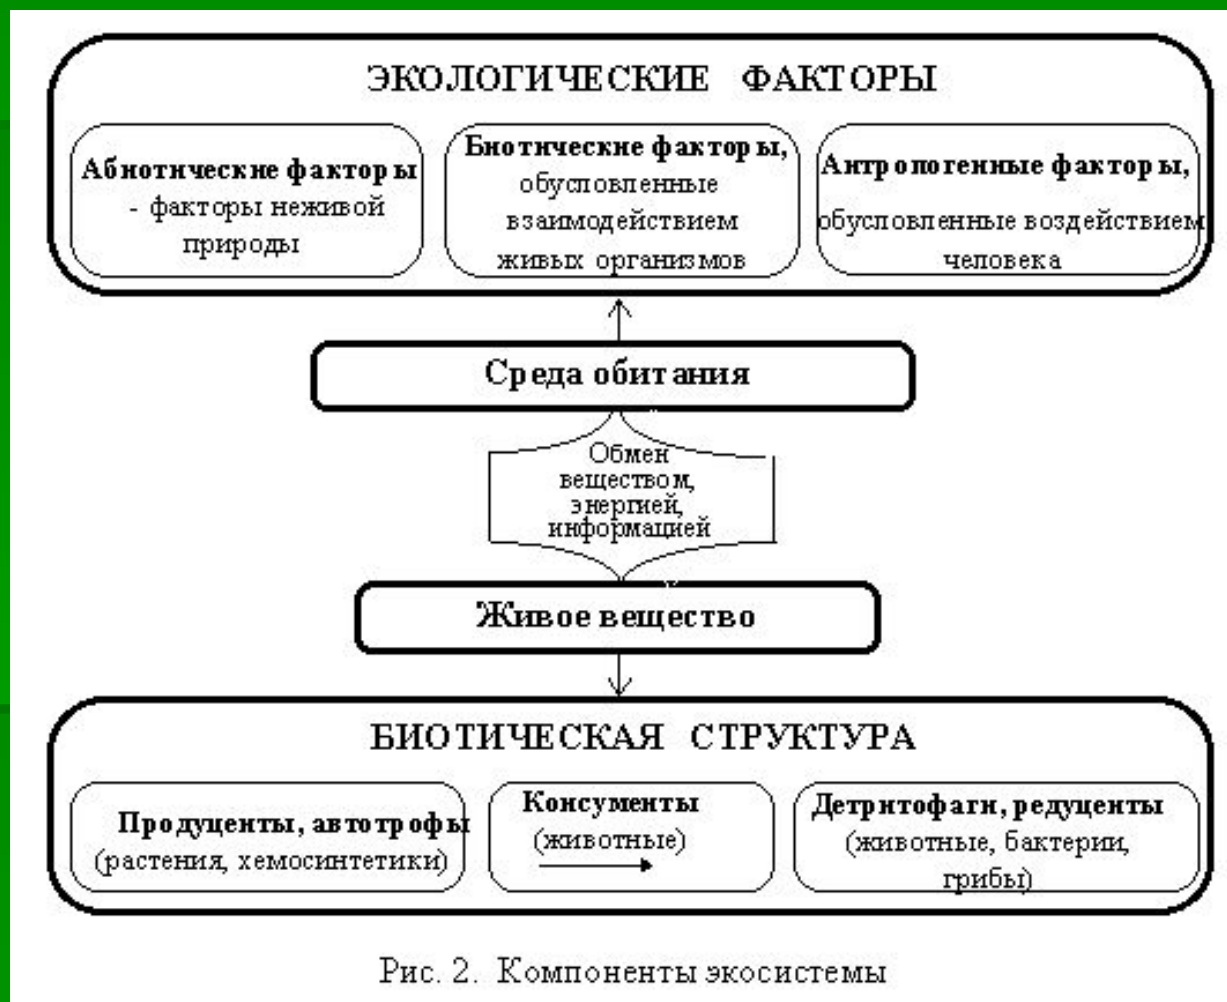 ЭКОЛОГИЧЕСКИЕ ФАКТОРЫ
Абиотические факторы
- факторы неживой
природы
Биотические факторы,
обусловленные
взаимодействием
живых организмов
Антропогенные факторы,
обусловленные воздействием
человека
Среда обитания
Обмен
веществом,
энергией,
информацией
Живое вещество
БИОТИЧЕСКАЯ СТРУКТУРА
Продуценты, автотрофы
(растения, хемосинтетики)
Консументы
(животные)
Детритофаги, редуценты
(животные, бактерии,
грибы)
Рис. 2. Компоненты экосистемы